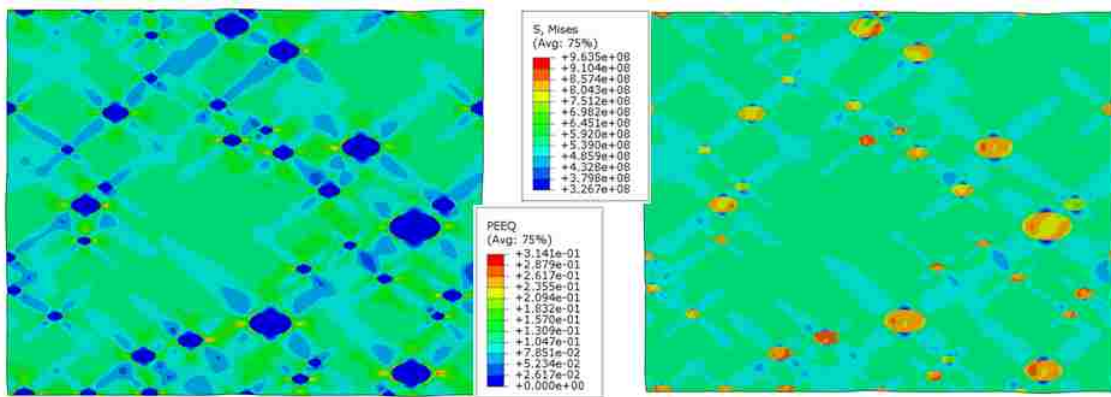 S, Mises
(Avg: 75%)
+9.635e+08
+9.104e+08
+8.574e+08
+8.043e+08
+7.512e+08
+6.982e+08
+6.451e+08
+5.920e+08
+5.390e+08
+4.859e+08
+4.328e+08
+3.798e+08
+3.267e+08
PEEQ
(Avg: 75%)
+3.141e-01
+2.879e-01
+2.617e-01
+2.355e-01
+2.094e-01
+1.832e-01
+1.570e-01
+1.309e-01
+1.047e-01
+7.851e-02
+5.234e-02
+2.617e-02
+0.000e+00